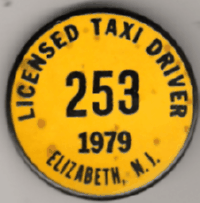 LICENSED TAXI DRIVER
253
1979
ELIZABETH, N.J.